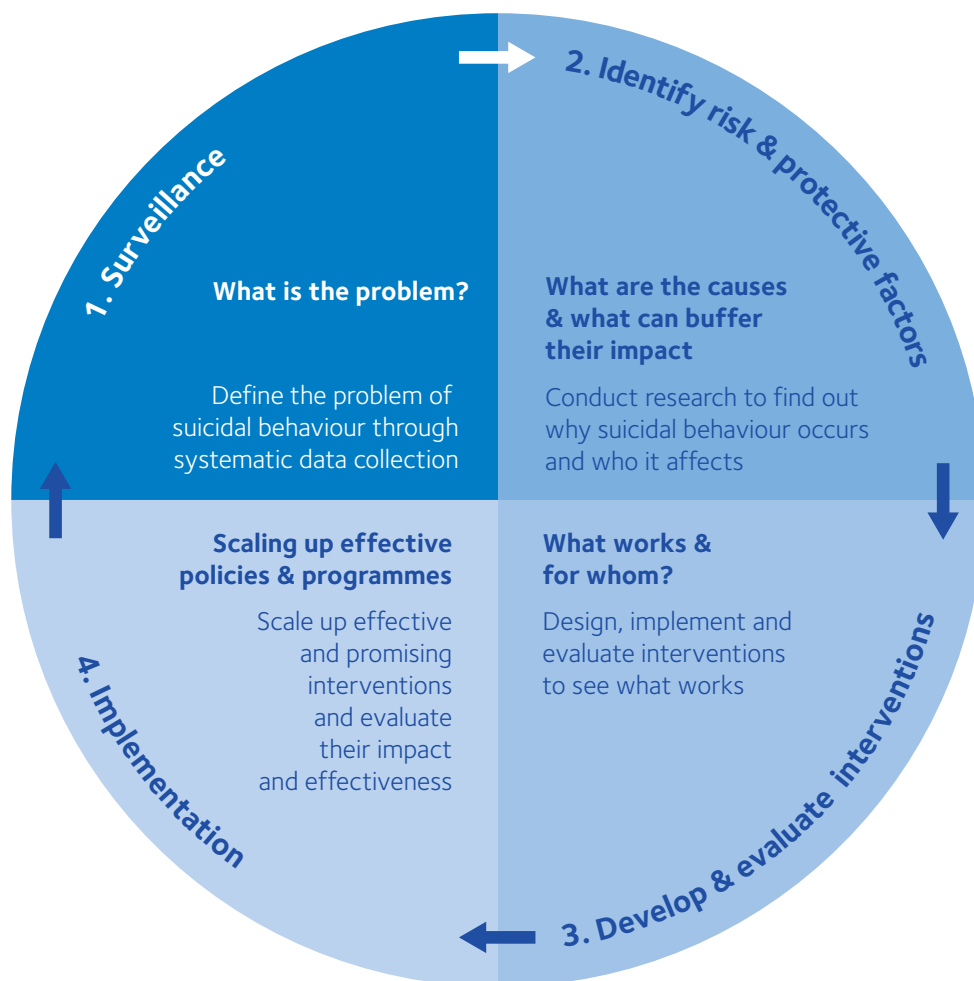 1. Surveillance
What is the problem?
Define the problem of
suicidal behaviour through
systematic data collection
2. Identify risk & protective factors
What are the causes
& what can buffer
their impact
Conduct research to find out
why suicidal behaviour occurs
and who it affects
3. Develop & evaluate interventions
What works &
for whom?
Design, implement and
evaluate interventions
to see what works
4. Implementation
Scaling up effective
policies & programmes
Scale up effective
and promising
interventions
and evaluate
their impact
and effectiveness